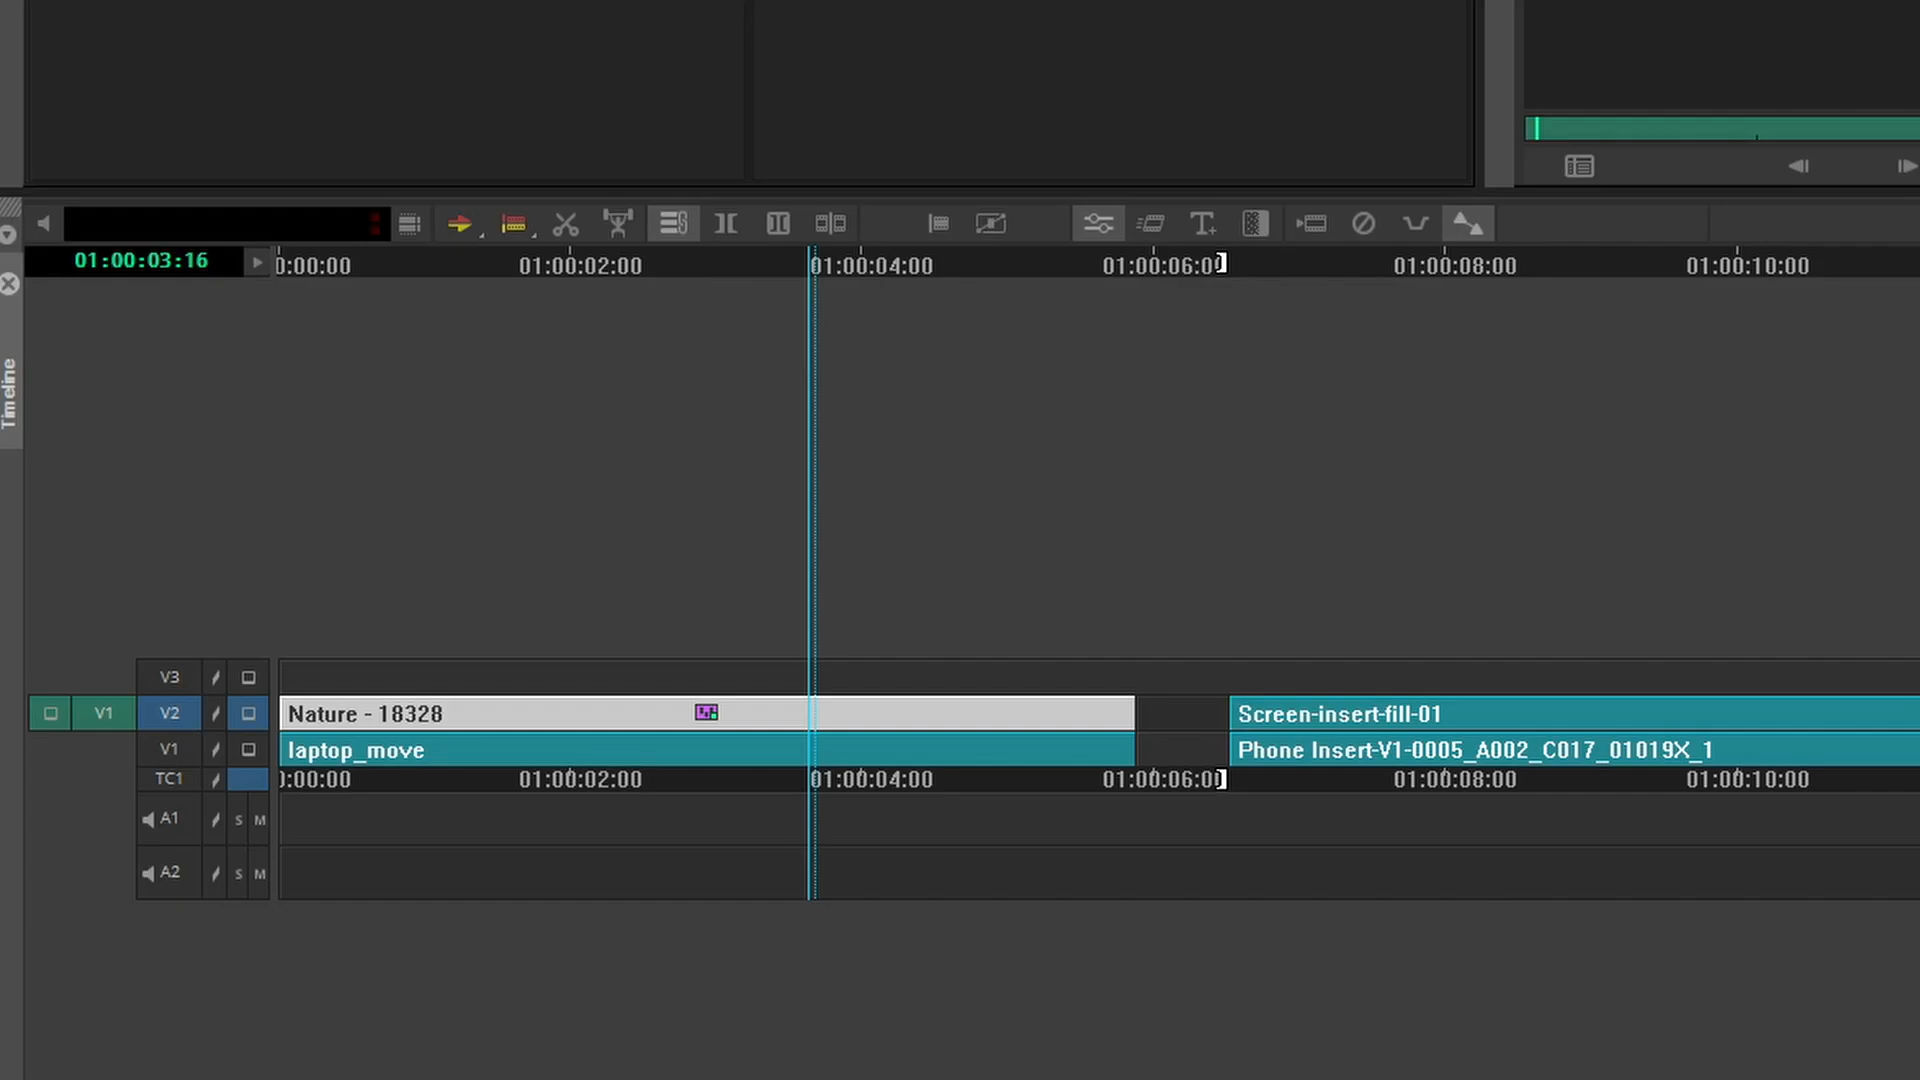 01:00:03:16
0:00:00 01:00:02:00 01:00:04:00 01:00:06:00 01:00:08:00 01:00:10:00
Timeline
V3
V1 V2 Nature - 18328 Screen-insert-fill-01
V1 laptop_move Phone Insert-V1-0005_A002_C017_01019X_1
TC1 0:00:00 01:00:02:00 01:00:04:00 01:00:06:00 01:00:08:00 01:00:10:00
A1 S M
A2 S M